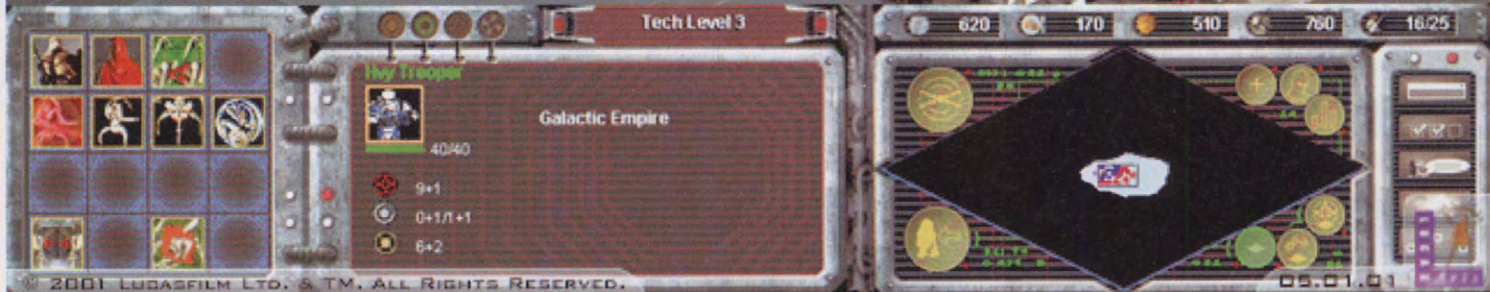 Tech Level 3
620 170 510 760 16/25
Hvy Trooper
Galactic Empire
40/40
9+1
0+1/1+1
6+2
© 2001 LUCASFILM LTD. & TM. ALL RIGHTS RESERVED.
05.01.01